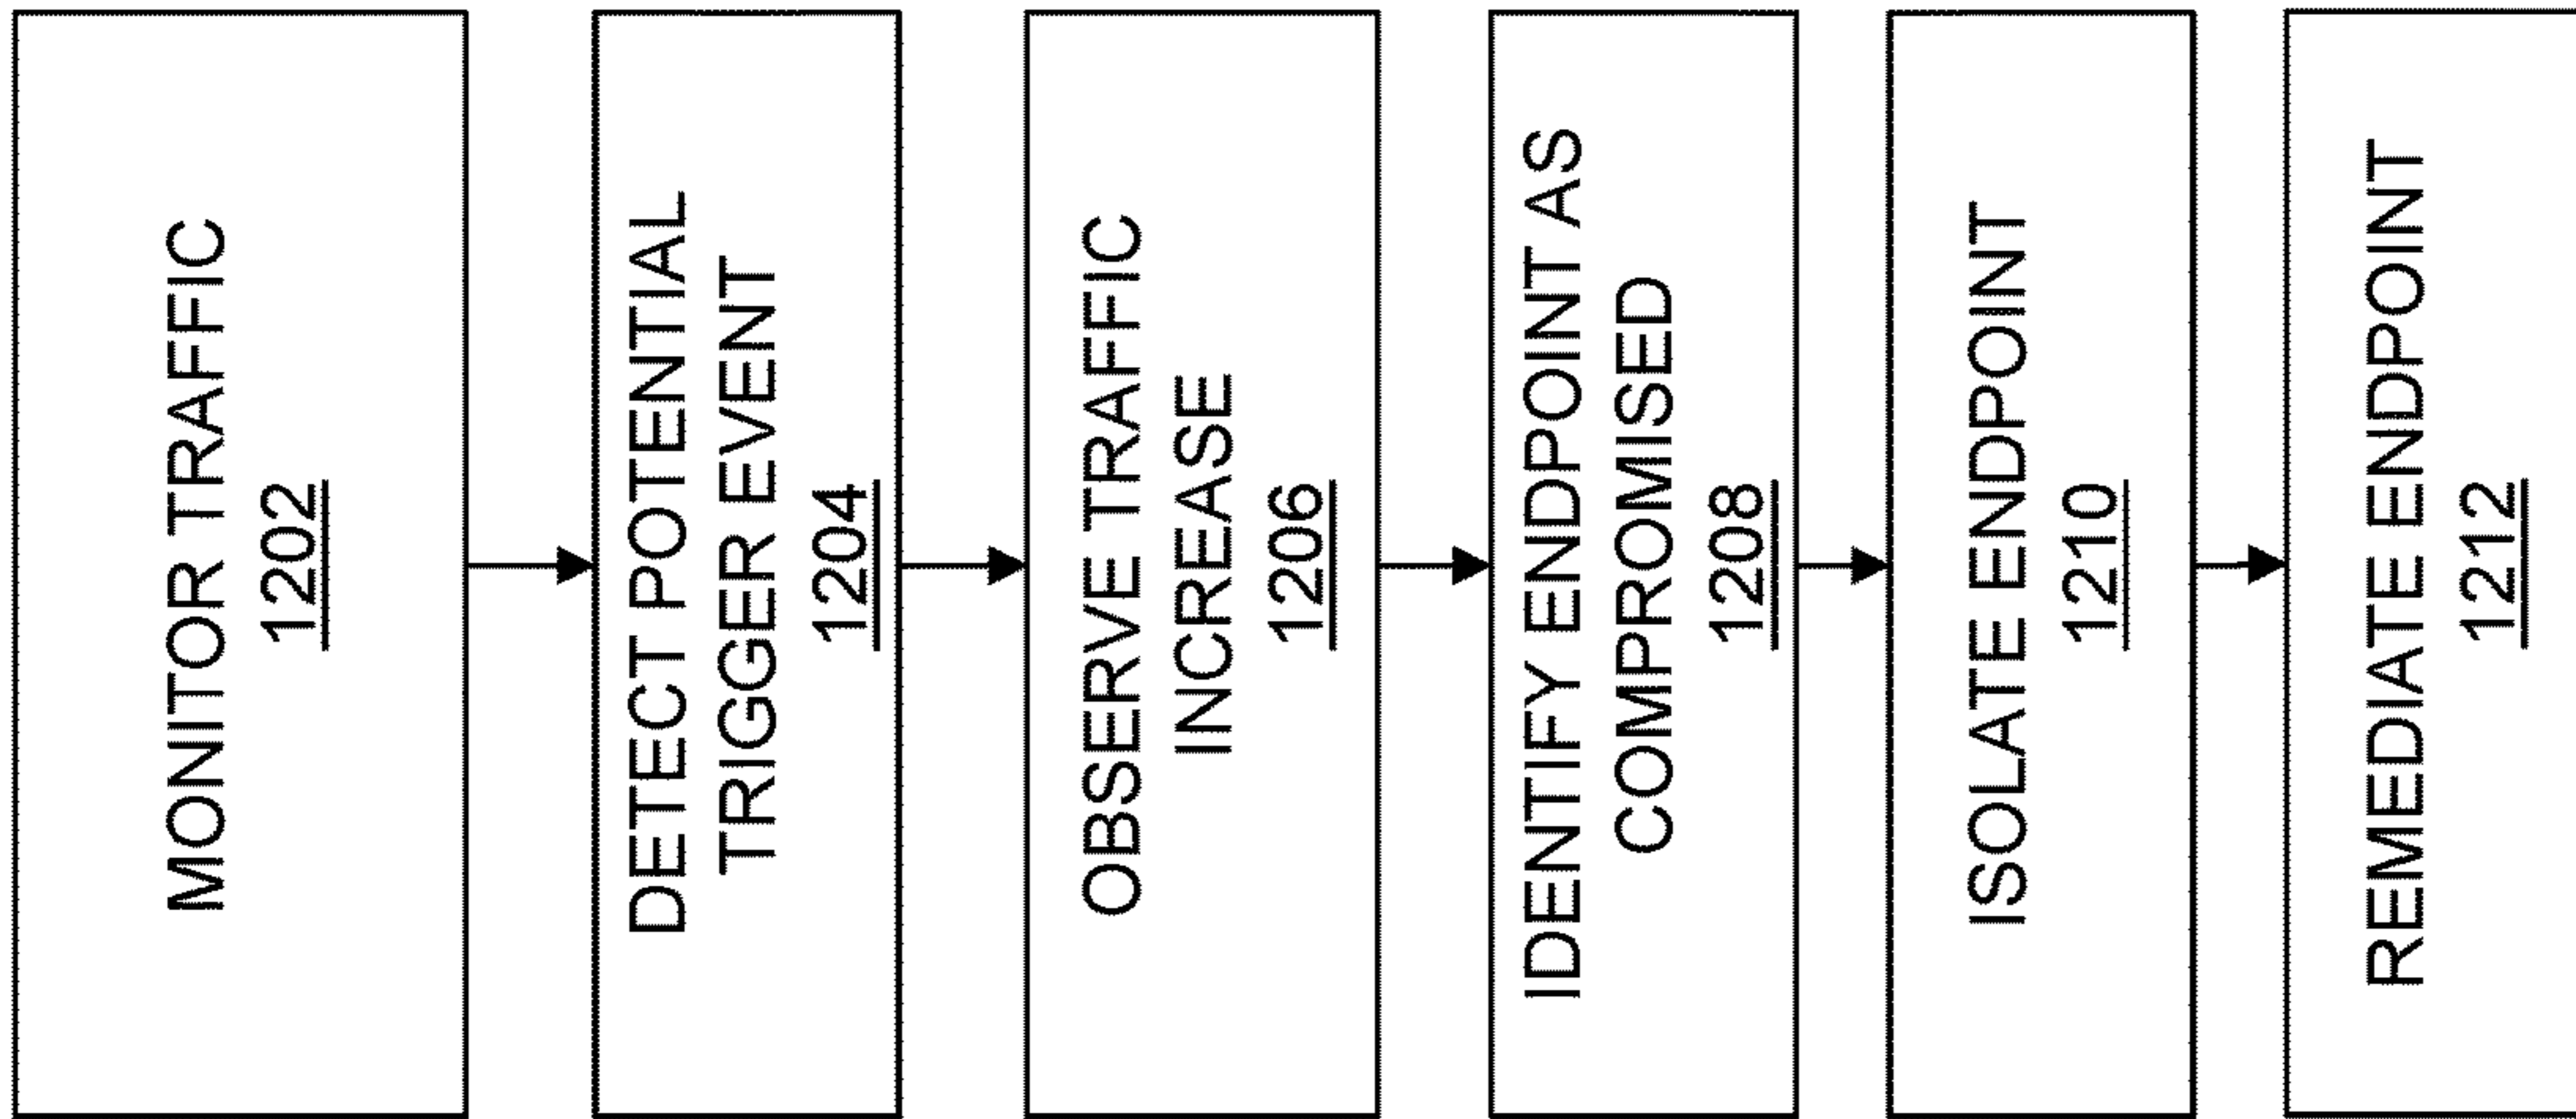 MONITOR TRAFFIC
1202
DETECT POTENTIAL
TRIGGER EVENT
1204
OBSERVE TRAFFIC
INCREASE
1206
IDENTIFY ENDPOINT AS
COMPROMISED
1208
ISOLATE ENDPOINT
1210
REMEDIATE ENDPOINT
1212